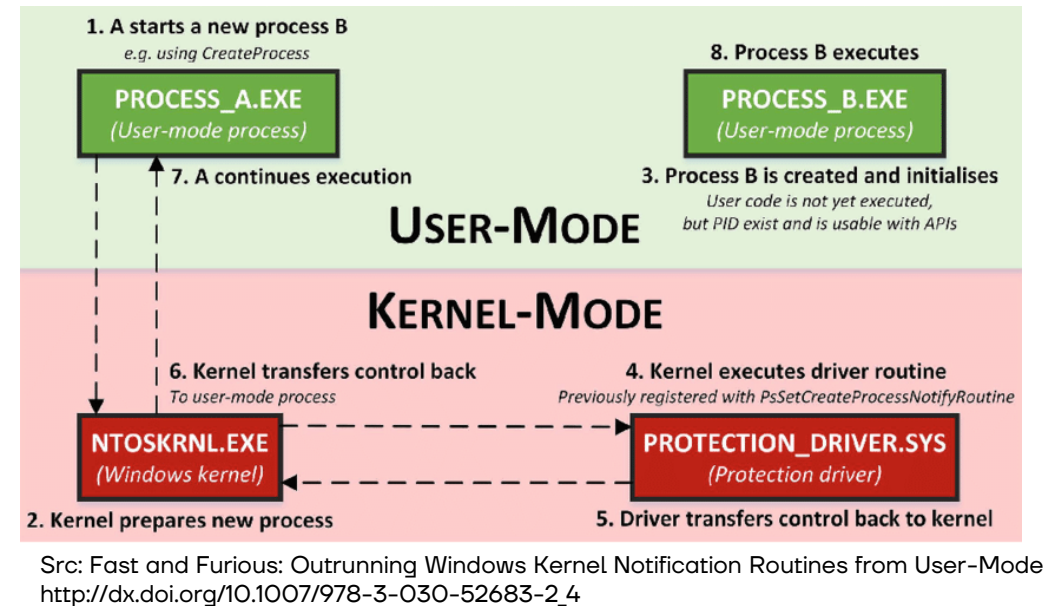 1. A starts a new process B
e.g. using CreateProcess
PROCESS_A.EXE
(User-mode process)
7. A continues execution
8. Process B executes
PROCESS_B.EXE
(User-mode process)
3. Process B is created and initialises
User code is not yet executed,
but PID exist and is usable with APIs
USER-MODE
KERNEL-MODE
6. Kernel transfers control back
To user-mode process
4. Kernel executes driver routine
Previously registered with PsSetCreateProcessNotifyRoutine
NTOSKRNL.EXE
(Windows kernel)
PROTECTION_DRIVER.SYS
(Protection driver)
2. Kernel prepares new process
5. Driver transfers control back to kernel
Src: Fast and Furious: Outrunning Windows Kernel Notification Routines from User-Mode
http://dx.doi.org/10.1007/978-3-030-52683-2_4